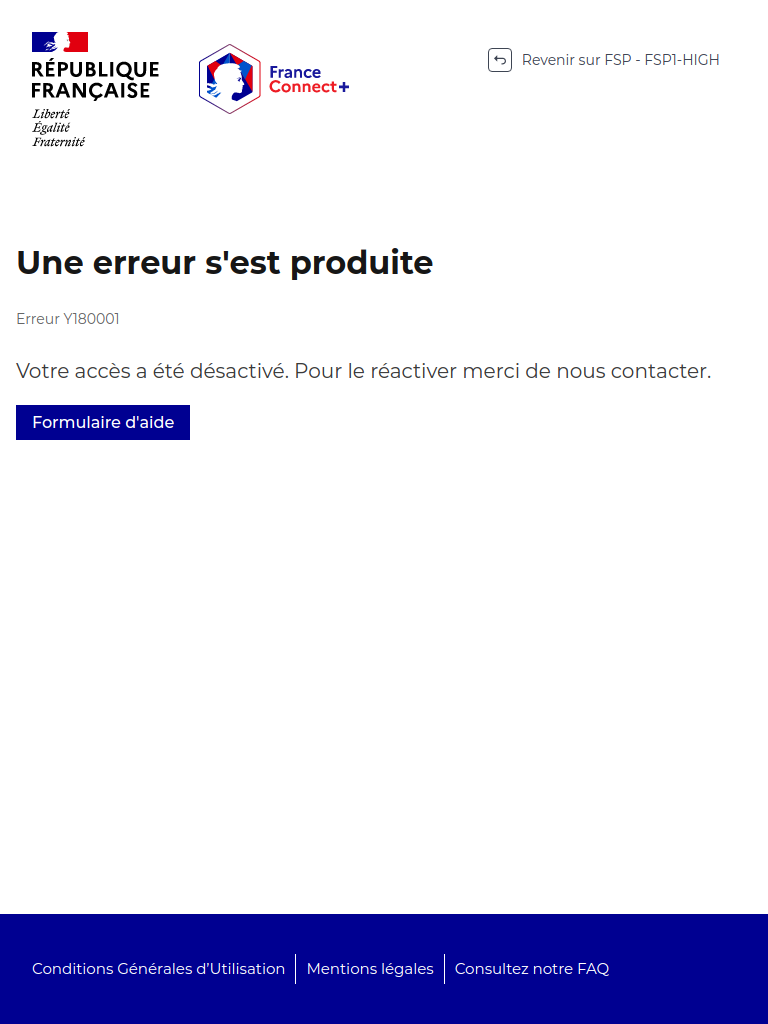 RÉPUBLIQUE
FRANÇAISE
Liberté
Égalité
Fraternité
France
Connect+
Revenir sur FSP - FSP1-HIGH
Une erreur s'est produite
Erreur Y180001
Votre accès a été désactivé. Pour le réactiver merci de nous contacter.
Formulaire d'aide
Conditions Générales d’Utilisation
Mentions légales
Consultez notre FAQ